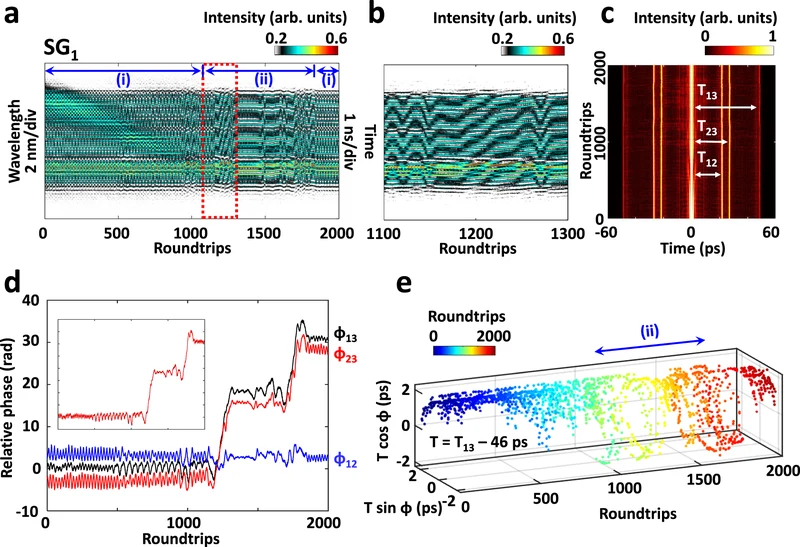 a
Intensity (arb. units)
0.2 0.6
SG1
(i) (ii) (i)
Wavelength
2 nm/div
Time
1 ns/div
0 500 1000 1500 2000
Roundtrips
b
Intensity (arb. units)
0.2 0.6
1100 1200 1300
Roundtrips
c
Intensity (arb. units)
0 1
Roundtrips
2000
1000
0
T13
T23
T12
-60 0 60
Time (ps)
d
Relative phase (rad)
40
30
20
10
0
-10
ϕ13
ϕ23
ϕ12
0 1000 2000
Roundtrips
e
Roundtrips
0 2000
(ii)
T cos ϕ (ps)
2
0
-2
T = T13 – 46 ps
2
0
-2
T sin ϕ (ps)
0 500 1000 1500 2000
Roundtrips